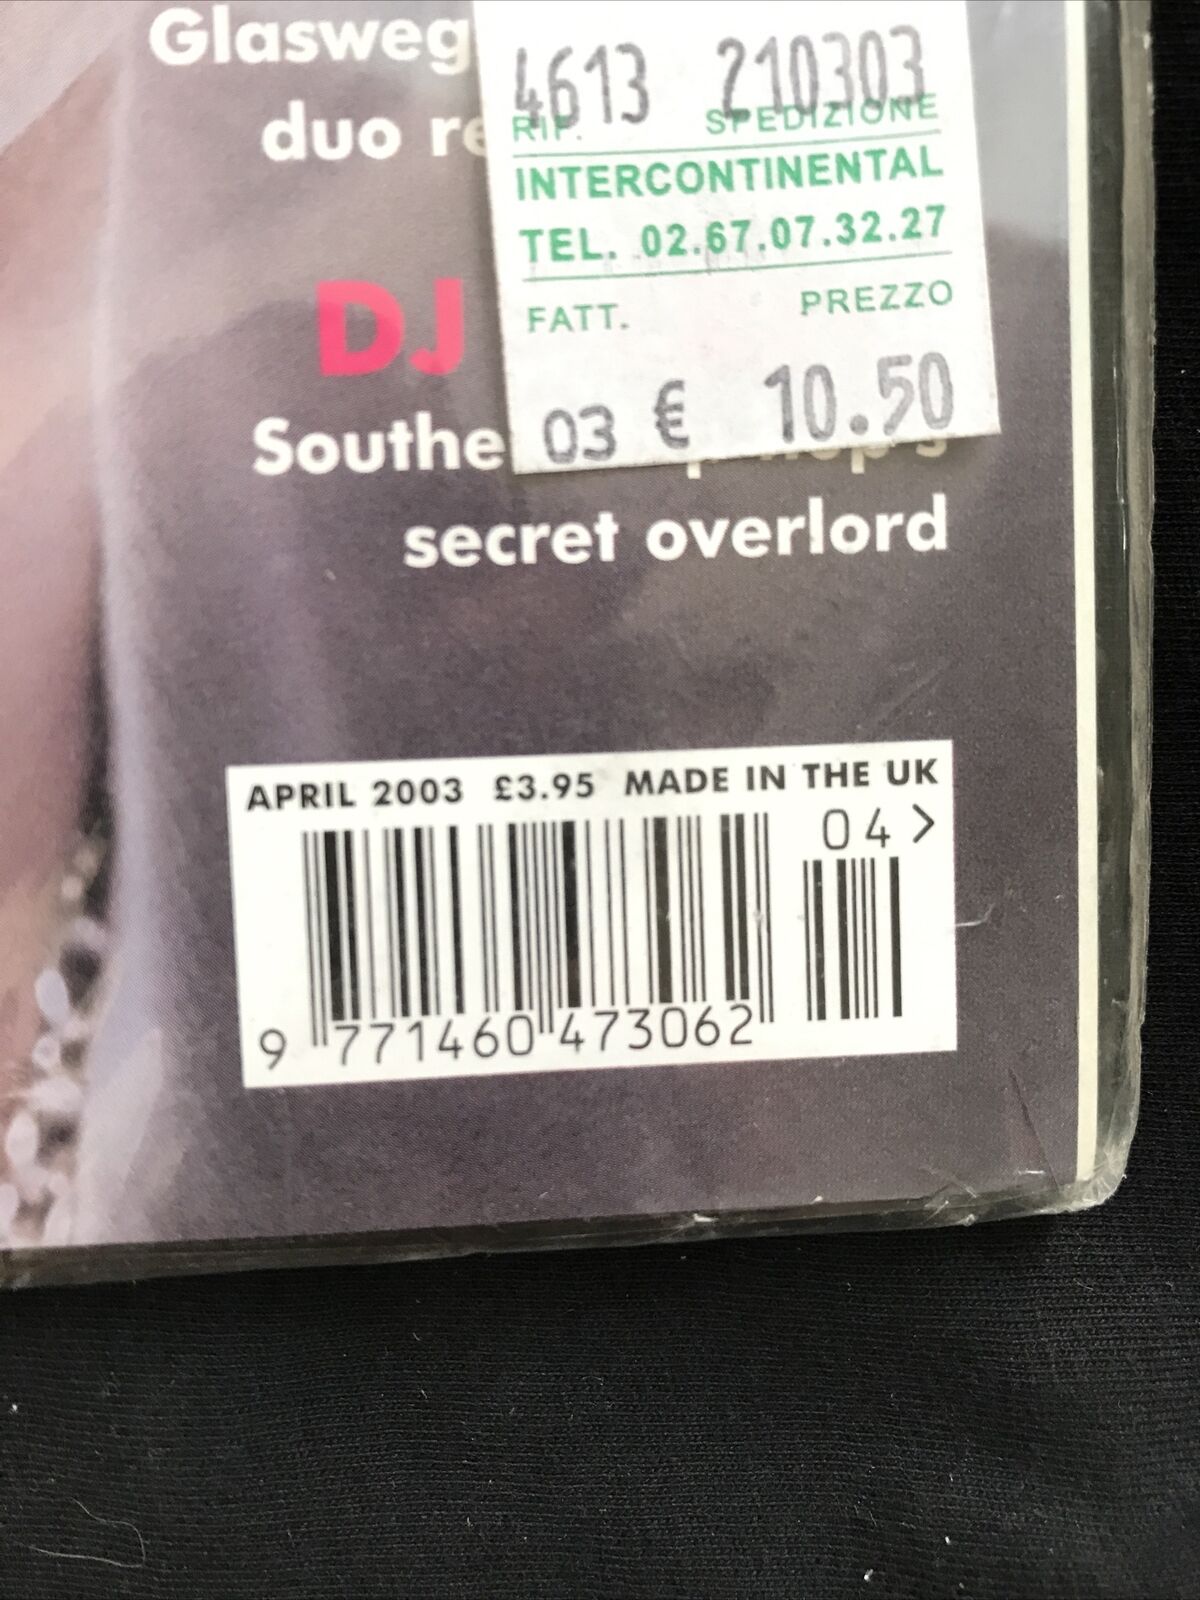 Glasweg
duo re
4613 210303
RIF. SPEDIZIONE
INTERCONTINENTAL
TEL. 02.67.07.32.27
FATT. PREZZO
03 € 10.50
DJ
Southe
secret overlord
APRIL 2003 £3.95 MADE IN THE UK
04 >
9 771460 473062